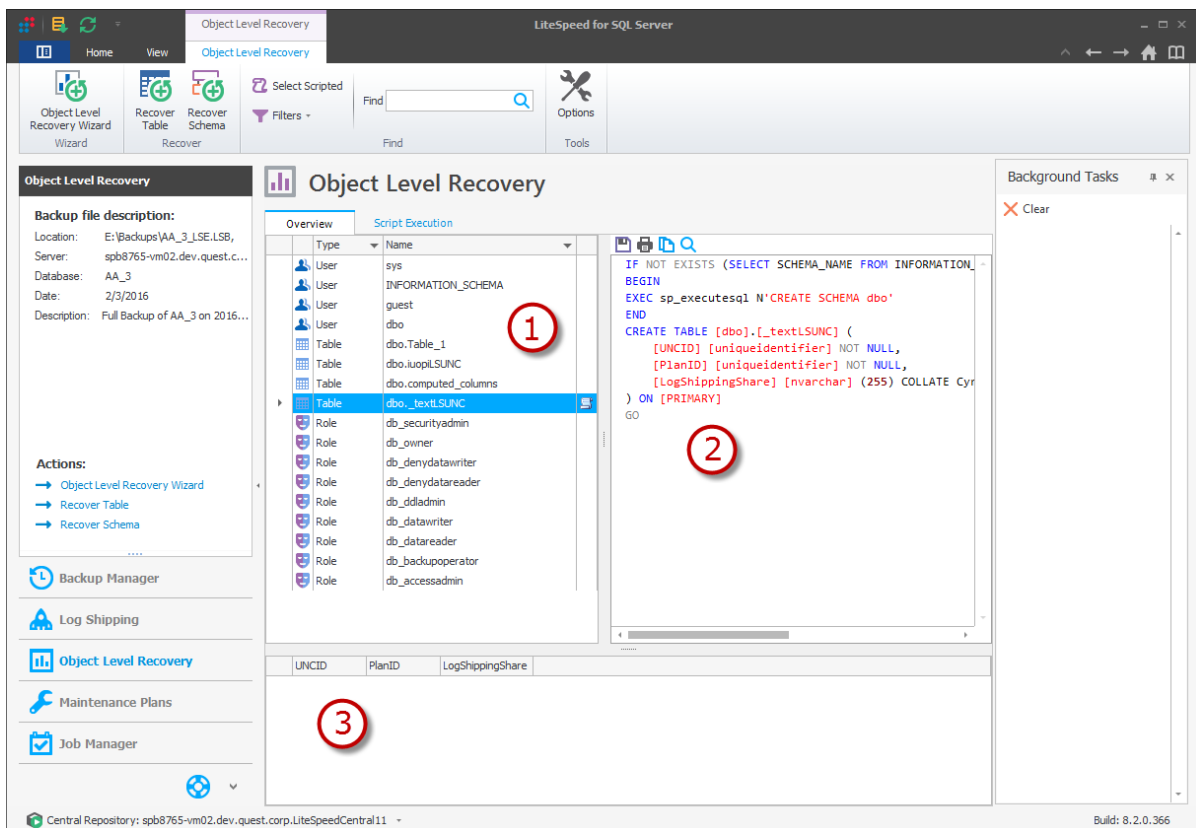 Object Level Recovery
LiteSpeed for SQL Server
Home View Object Level Recovery
Object Level Recovery Wizard
Recover Table
Recover Schema
Select Scripted
Filters
Find
Options
Wizard Recover Find Tools
Object Level Recovery
Backup file description:
Location: E:\Backups\AA_3_LSE.LSB,
Server: spb8765-vm02.dev.quest.c...
Database: AA_3
Date: 2/3/2016
Description: Full Backup of AA_3 on 2016...
Actions:
Object Level Recovery Wizard
Recover Table
Recover Schema
Backup Manager
Log Shipping
Object Level Recovery
Maintenance Plans
Job Manager
Object Level Recovery
Overview Script Execution
Type Name
User sys
User INFORMATION_SCHEMA
User guest
User dbo
Table dbo.Table_1
Table dbo.iuopiLSUNC
Table dbo.computed_columns
Table dbo._textLSUNC
Role db_securityadmin
Role db_owner
Role db_denydatawriter
Role db_denydatareader
Role db_ddladmin
Role db_datawriter
Role db_datareader
Role db_backupoperator
Role db_accessadmin
1
IF NOT EXISTS (SELECT SCHEMA_NAME FROM INFORMATION_
BEGIN
EXEC sp_executesql N'CREATE SCHEMA dbo'
END
CREATE TABLE [dbo].[_textLSUNC] (
[UNCID] [uniqueidentifier] NOT NULL,
[PlanID] [uniqueidentifier] NOT NULL,
[LogShippingShare] [nvarchar] (255) COLLATE Cyr
) ON [PRIMARY]
GO
2
UNCID PlanID LogShippingShare
3
Background Tasks
Clear
Central Repository: spb8765-vm02.dev.quest.corp.LiteSpeedCentral11
Build: 8.2.0.366